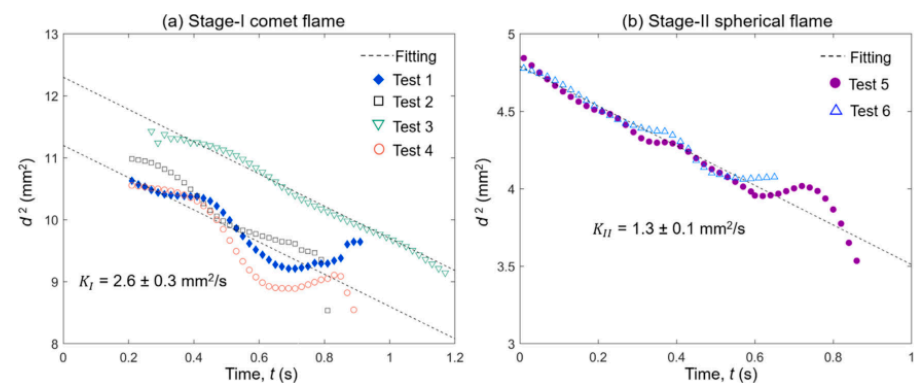 (a) Stage-I comet flame
13
12
11
10
9
8
d² (mm²)
0
0.2
0.4
0.6
0.8
1
1.2
Time, t (s)
Fitting
Test 1
Test 2
Test 3
Test 4
K_I = 2.6 ± 0.3 mm²/s
(b) Stage-II spherical flame
5
4.5
4
3.5
3
d² (mm²)
0
0.2
0.4
0.6
0.8
1
Time, t (s)
Fitting
Test 5
Test 6
K_II = 1.3 ± 0.1 mm²/s